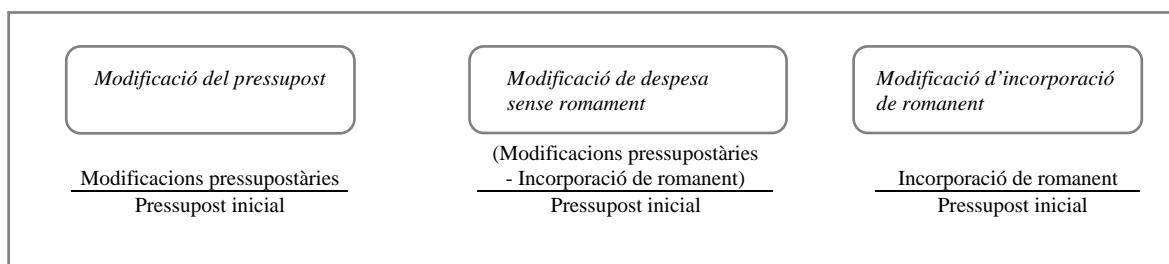 Modificació del pressupost
Modificació de despesa
sense romament
Modificació d’incorporació
de romanent
Modificacions pressupostàries
Pressupost inicial
(Modificacions pressupostàries
- Incorporació de romanent)
Pressupost inicial
Incorporació de romanent
Pressupost inicial